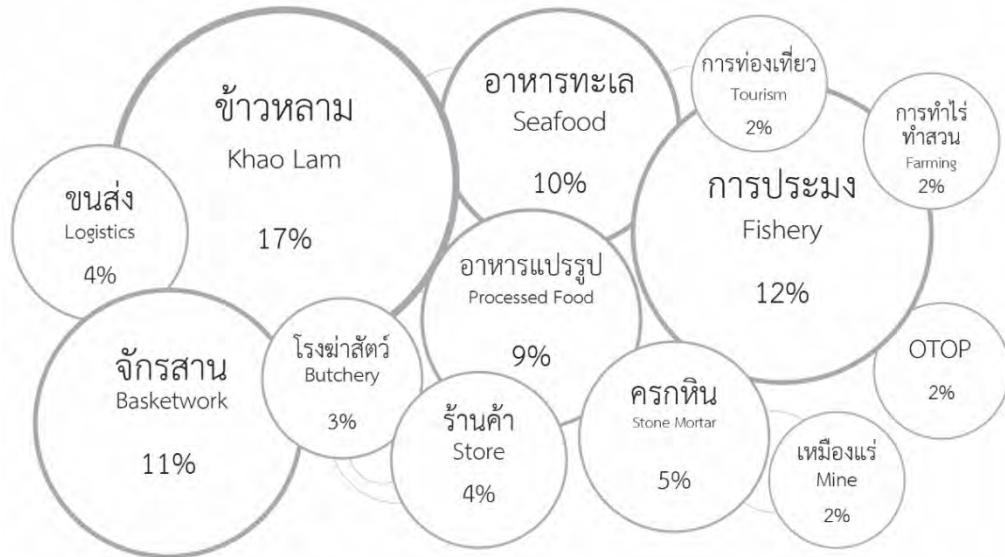 ข้าวหลาม
Khao Lam
17%
อาหารทะเล
Seafood
10%
การท่องเที่ยว
Tourism
2%
การทำไร่
ทำสวน
Farming
2%
ขนส่ง
Logistics
4%
การประมง
Fishery
12%
อาหารแปรรูป
Processed Food
9%
จักรสาน
Basketwork
11%
โรงฆ่าสัตว์
Butchery
3%
ร้านค้า
Store
4%
ครกหิน
Stone Mortar
5%
OTOP
2%
เหมืองแร่
Mine
2%